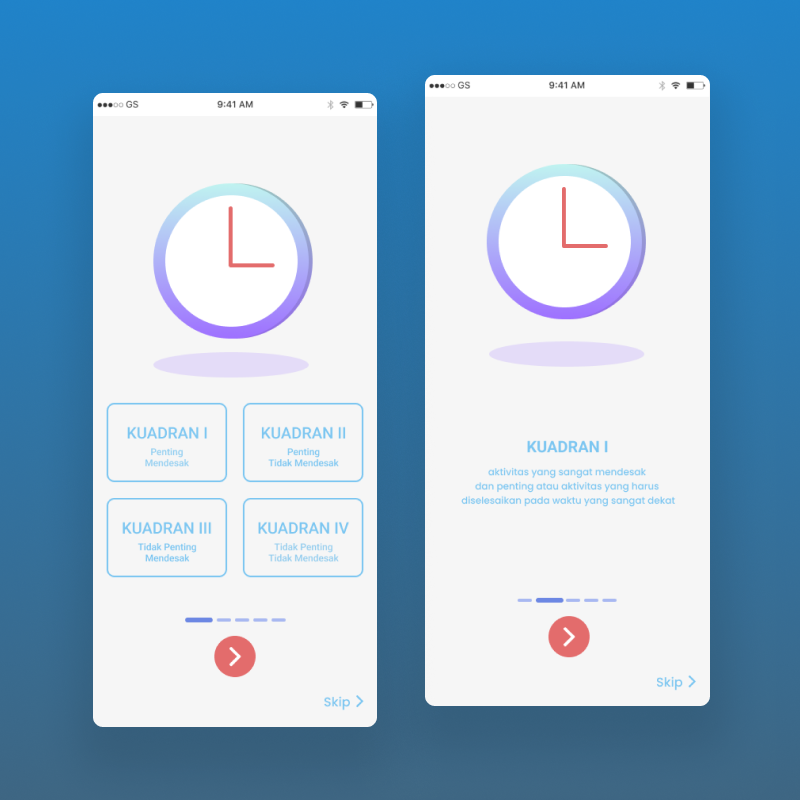 GS 9:41 AM
KUADRAN I
Penting
Mendesak
KUADRAN II
Penting
Tidak Mendesak
KUADRAN III
Tidak Penting
Mendesak
KUADRAN IV
Tidak Penting
Tidak Mendesak
Skip
GS 9:41 AM
KUADRAN I
aktivitas yang sangat mendesak
dan penting atau aktivitas yang harus
diselesaikan pada waktu yang sangat dekat
Skip